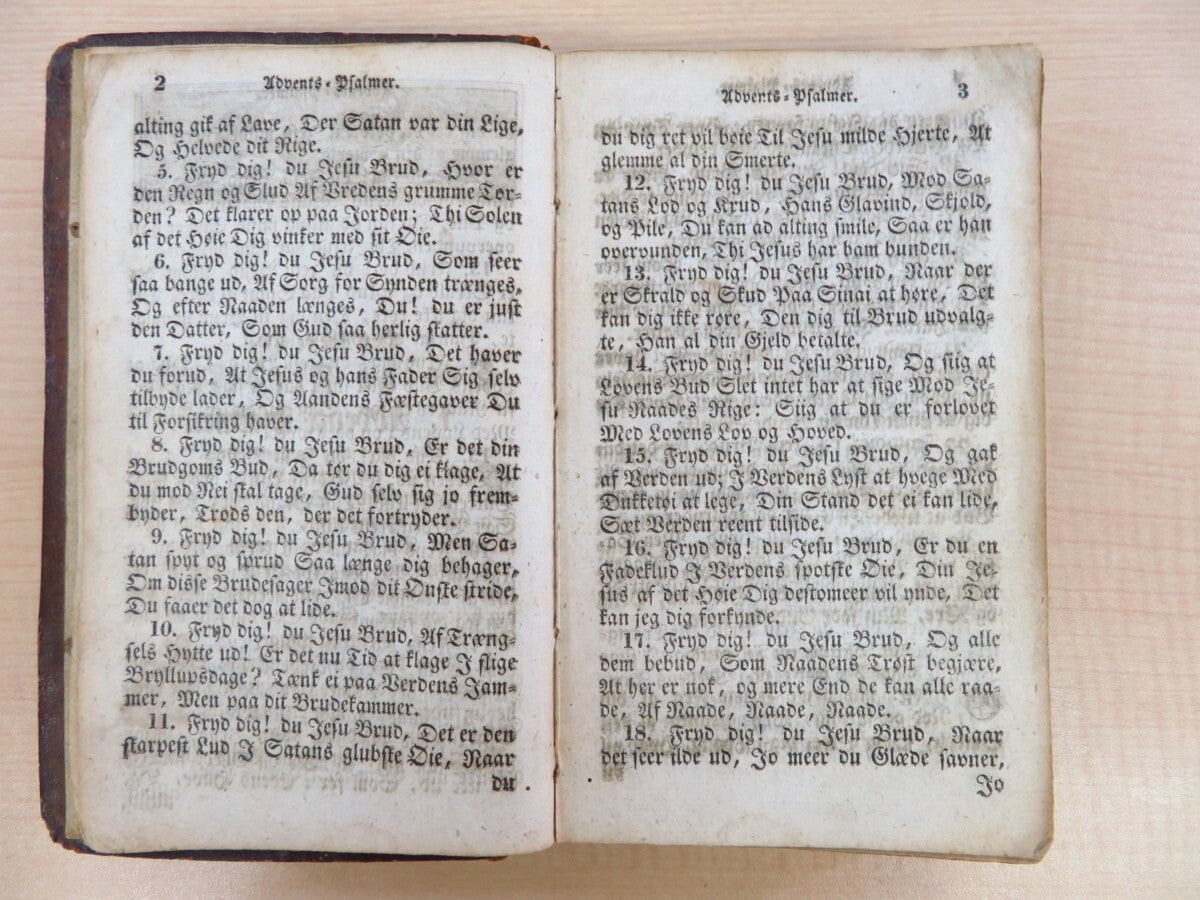 2 Advents-Psalmer.
alting gik af Lave, Der Satan var din Lige,
Og Helvede dit Rige.
5. Fryd dig! du Jesu Brud, Hvor er
den Regn og Slud Af Vredens grumme Tor-
den? Det klarer op paa Jorden; Thi Solen
af det Høie Dig vinker med sit Øie.
6. Fryd dig! du Jesu Brud, Som seer
saa bange ud, Af Sorg for Synden trænges,
Og efter Naaden længes, Du! du er just
den Datter, Som Gud saa herlig skatter.
7. Fryd dig! du Jesu Brud, Det haver
du forud, At Jesus og hans Fader Sig selv
tilbyde lader, Og Aandens Fæstegaver Du
til Forsikring haver.
8. Fryd dig! du Jesu Brud, Er det din
Brudgoms Bud, Da tør du dig ei klage, At
du mod Nei skal tage, Gud selv sig jo frem-
byder, Trods den, der det fortryder.
9. Fryd dig! du Jesu Brud, Men Sa-
tan spyt og sprud Saa længe dig behager,
Om disse Brudesager Imod dit Ønske stride,
Du faaer det dog at lide.
10. Fryd dig! du Jesu Brud, Af Træng-
sels Hytte ud! Er det nu Tid at klage I slige
Bryllupsdage? Tænk ei paa Verdens Jam-
mer, Men paa dit Brudekammer.
11. Fryd dig! du Jesu Brud, Det er den
skarpest Lud I Satans glubske Øie, Naar
du
Advents-Psalmer. 3
du dig ret vil bøie Til Jesu milde Hjerte, At
glemme al din Smerte.
12. Fryd dig! du Jesu Brud, Mod Sa-
tans Lod og Krud, Hans Glavind, Skjold,
og Pile, Du kan ad alting smile, Saa er han
overvunden, Thi Jesus har ham bunden.
13. Fryd dig! du Jesu Brud, Naar der
er Skrald og Skud Paa Sinai at høre, Det
kan dig ikke røre, Den dig til Brud udvalg-
te, Han al din Gjeld betalte.
14. Fryd dig! du Jesu Brud, Og siig at
Lovens Bud Slet intet har at sige Mod Je-
su Naades Rige: Siig at du er forlovet
Med Lovens Lov og Hoved.
15. Fryd dig! du Jesu Brud, Og gak
af Verden ud; I Verdens Lyst at hvege Med
Dukketøi at lege, Din Stand det ei kan lide,
Sæt Verden reent tilside.
16. Fryd dig! du Jesu Brud, Er du en
Fadeklud I Verdens spotske Øie, Din Je-
sus af det Høie Dig destomeer vil ynde, Det
kan jeg dig forkynde.
17. Fryd dig! du Jesu Brud, Og alle
dem bebud, Som Naadens Trøst begjære,
At her er nok, og mere End de kan alle raa-
de, Af Naade, Naade, Naade.
18. Fryd dig! du Jesu Brud, Naar
det seer ilde ud, Jo meer du Glæde savner,
Jo